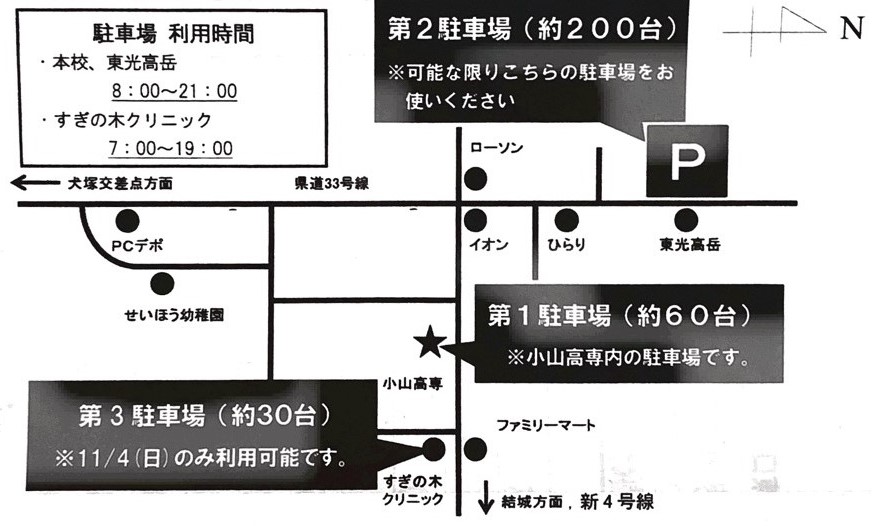 駐車場 利用時間
・本校、東光高岳
8：00～21：00
・すぎの木クリニック
7：00～19：00
第２駐車場（約２００台）
※可能な限りこちらの駐車場をお
使いください
N
P
ローソン
犬塚交差点方面
県道33号線
PCデポ
イオン
ひらり
東光高岳
せいほう幼稚園
第１駐車場（約６０台）
※小山高専内の駐車場です。
小山高専
第３駐車場（約30台）
※11/4(日)のみ利用可能です。
ファミリーマート
すぎの木
クリニック
結城方面，新４号線